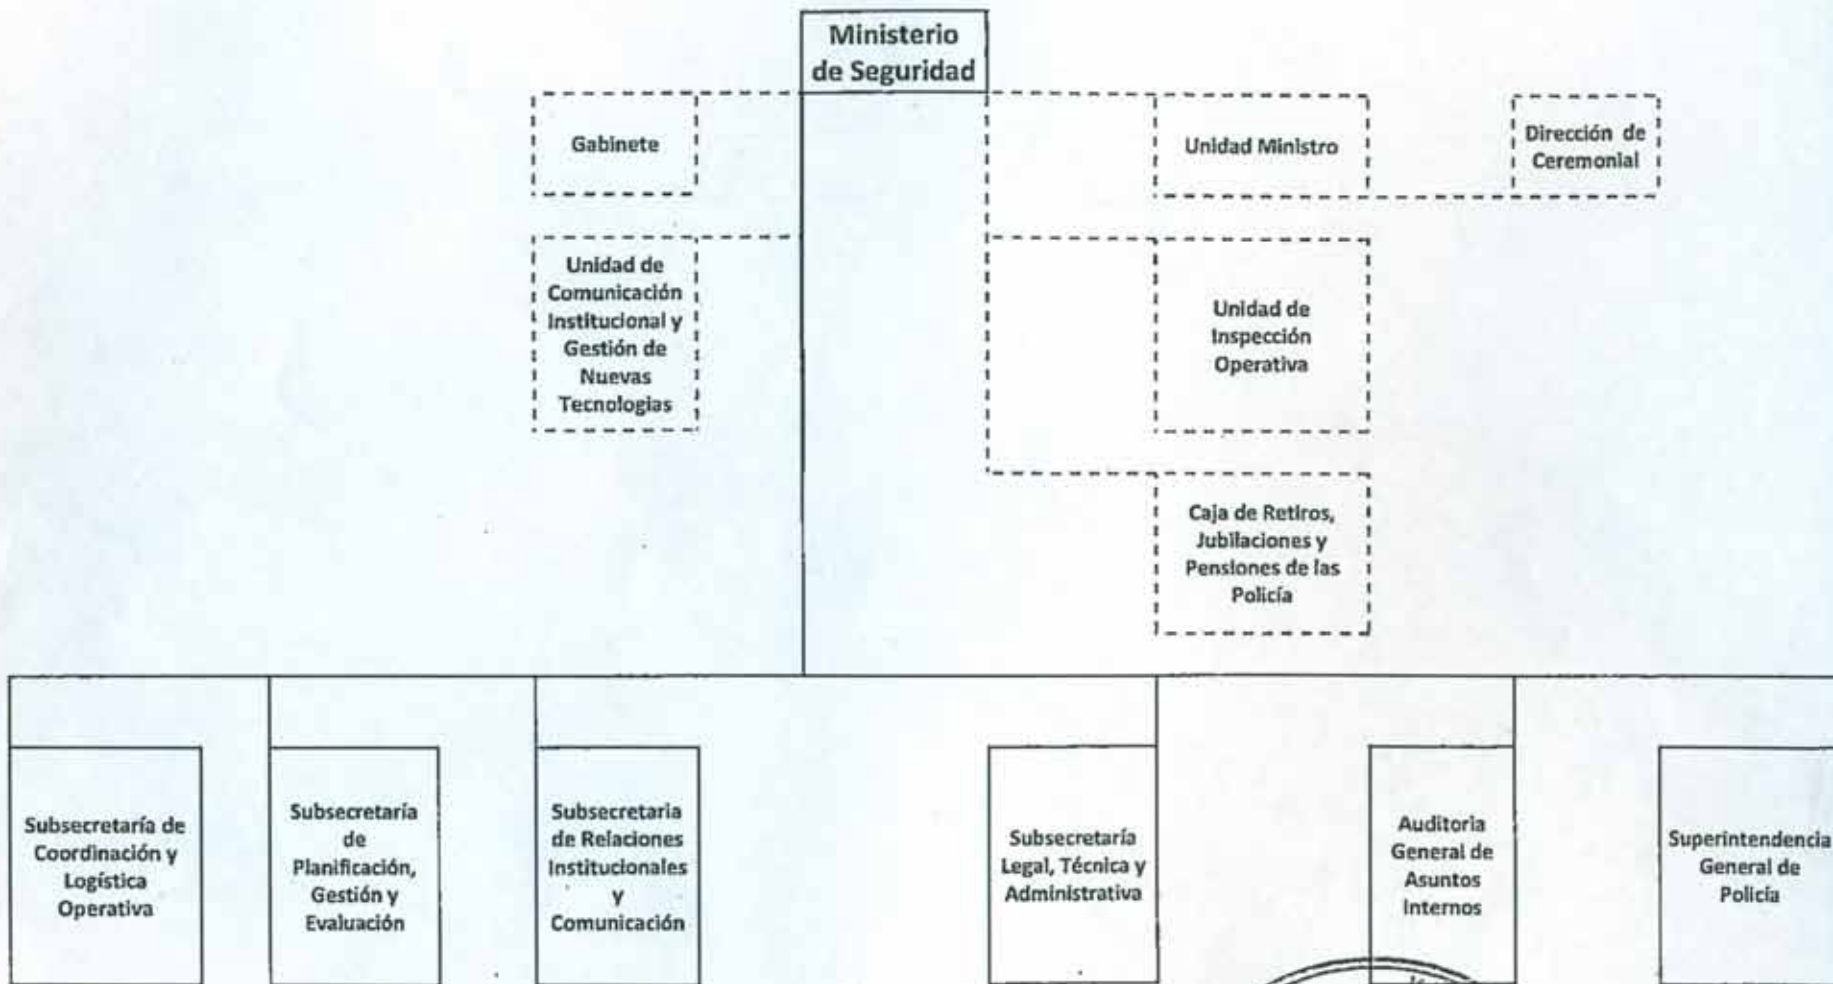 Ministerio
de Seguridad
Gabinete
Unidad Ministro
Dirección de
Ceremonial
Unidad de
Comunicación
Institucional y
Gestión de
Nuevas
Tecnologias
Unidad de
Inspección
Operativa
Caja de Retiros,
Jubilaciones y
Pensiones de las
Policía
Subsecretaría de
Coordinación y
Logística
Operativa
Subsecretaría
de
Planificación,
Gestión y
Evaluación
Subsecretaria
de Relaciones
Institucionales
y
Comunicación
Subsecretaría
Legal, Técnica y
Administrativa
Auditoria
General de
Asuntos
Internos
Superintendencia
General de
Policía